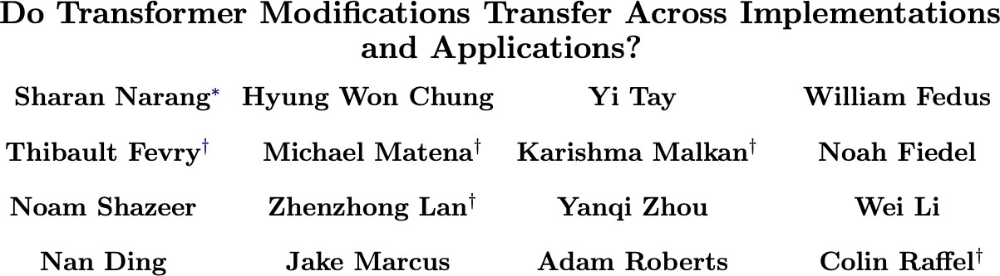 Do Transformer Modifications Transfer Across Implementations
and Applications?
Sharan Narang* Hyung Won Chung Yi Tay William Fedus
Thibault Fevry† Michael Matena† Karishma Malkan† Noah Fiedel
Noam Shazeer Zhenzhong Lan† Yanqi Zhou Wei Li
Nan Ding Jake Marcus Adam Roberts Colin Raffel†